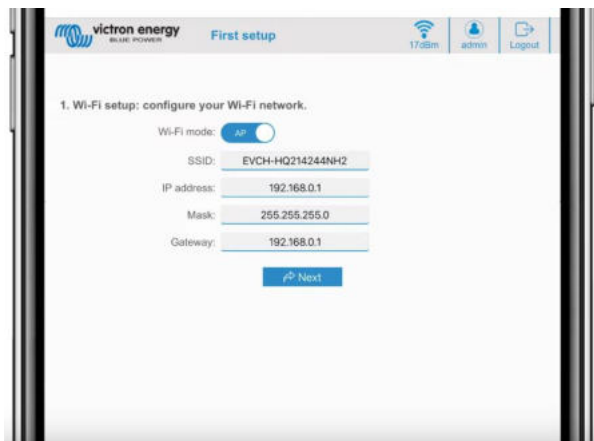 victron energy
BLUE POWER
First setup
17dBm
admin
Logout
1. Wi-Fi setup: configure your Wi-Fi network.
Wi-Fi mode: AP
SSID: EVCH-HQ214244NH2
IP address: 192.168.0.1
Mask: 255.255.255.0
Gateway: 192.168.0.1
Next